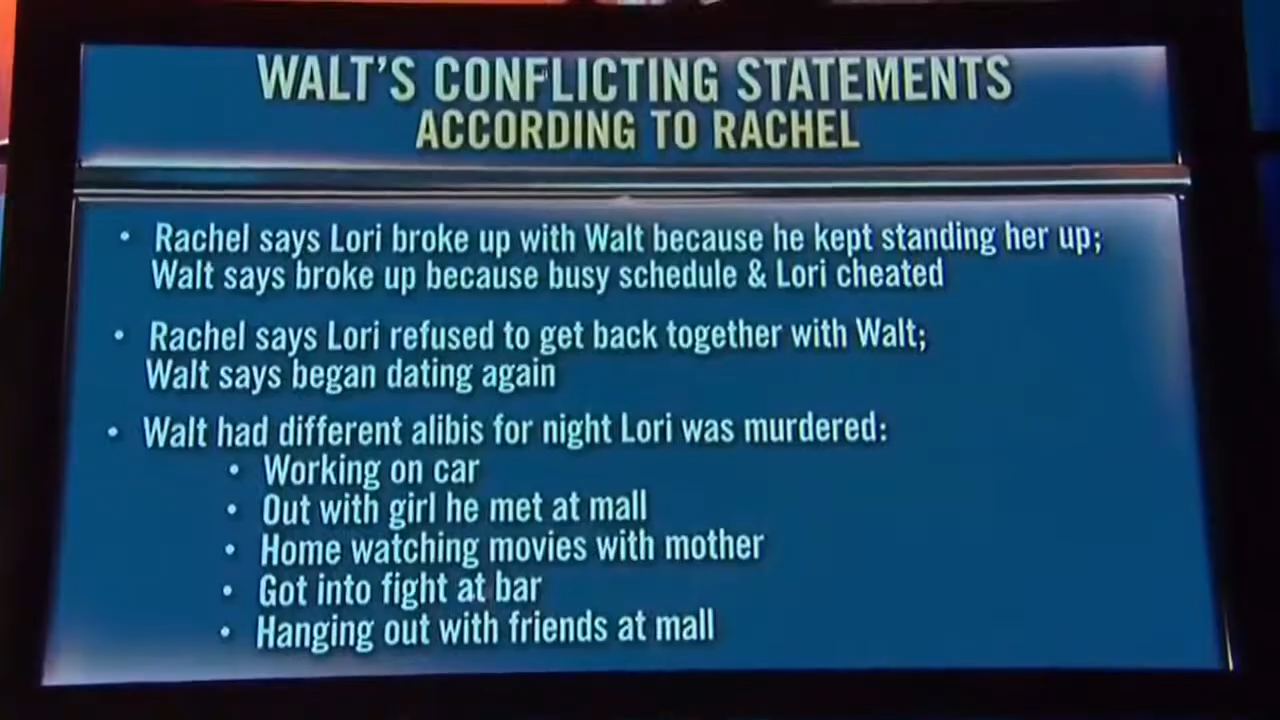 WALT'S CONFLICTING STATEMENTS
ACCORDING TO RACHEL
• Rachel says Lori broke up with Walt because he kept standing her up;
Walt says broke up because busy schedule & Lori cheated
• Rachel says Lori refused to get back together with Walt;
Walt says began dating again
• Walt had different alibis for night Lori was murdered:
• Working on car
• Out with girl he met at mall
• Home watching movies with mother
• Got into fight at bar
• Hanging out with friends at mall